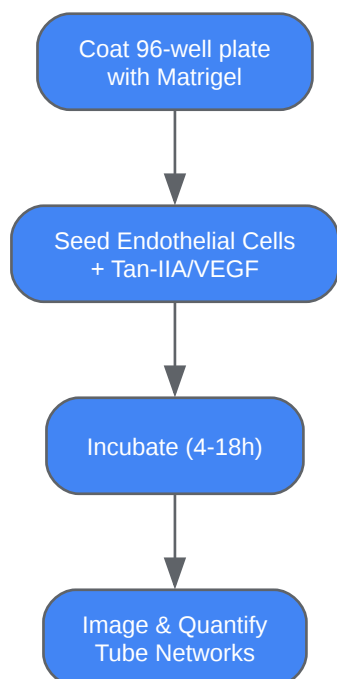 Coat 96-well plate
with Matrigel
Seed Endothelial Cells
+ Tan-IIA/VEGF
Incubate (4-18h)
Image & Quantify
Tube Networks